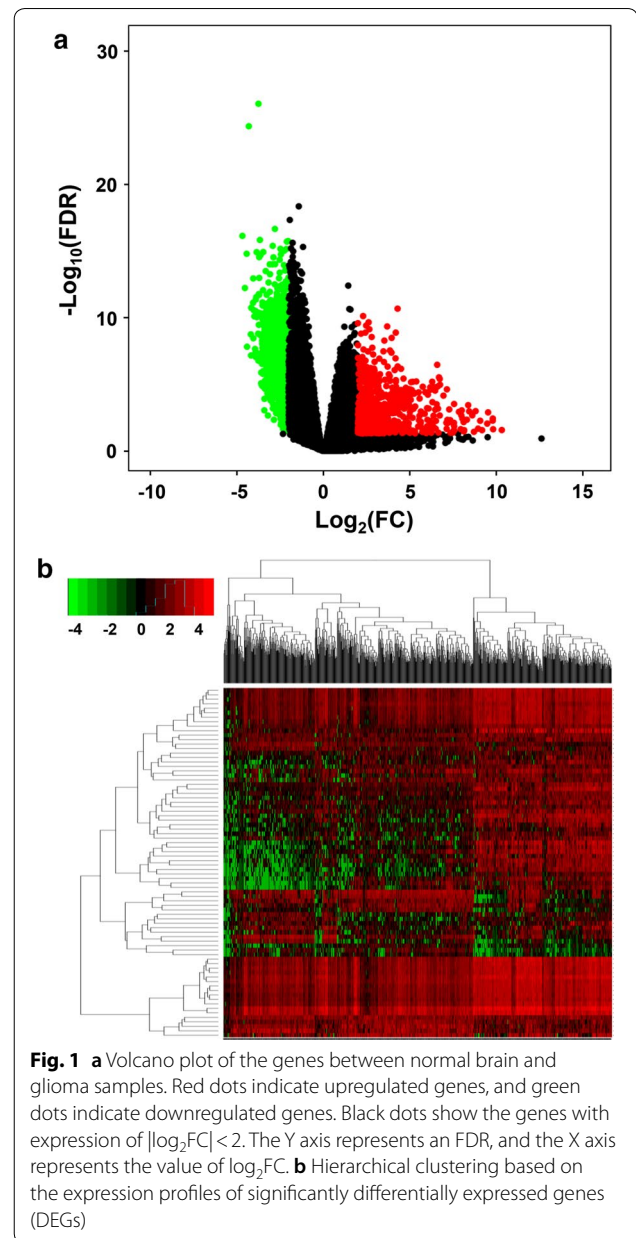 a
30
20
10
0
-Log₁₀(FDR)
-10 -5 0 5 10 15
Log₂(FC)
b
-4 -2 0 2 4
Fig. 1 a Volcano plot of the genes between normal brain and
glioma samples. Red dots indicate upregulated genes, and green
dots indicate downregulated genes. Black dots show the genes with
expression of |log₂FC| < 2. The Y axis represents an FDR, and the X axis
represents the value of log₂FC. b Hierarchical clustering based on
the expression profiles of significantly differentially expressed genes
(DEGs)